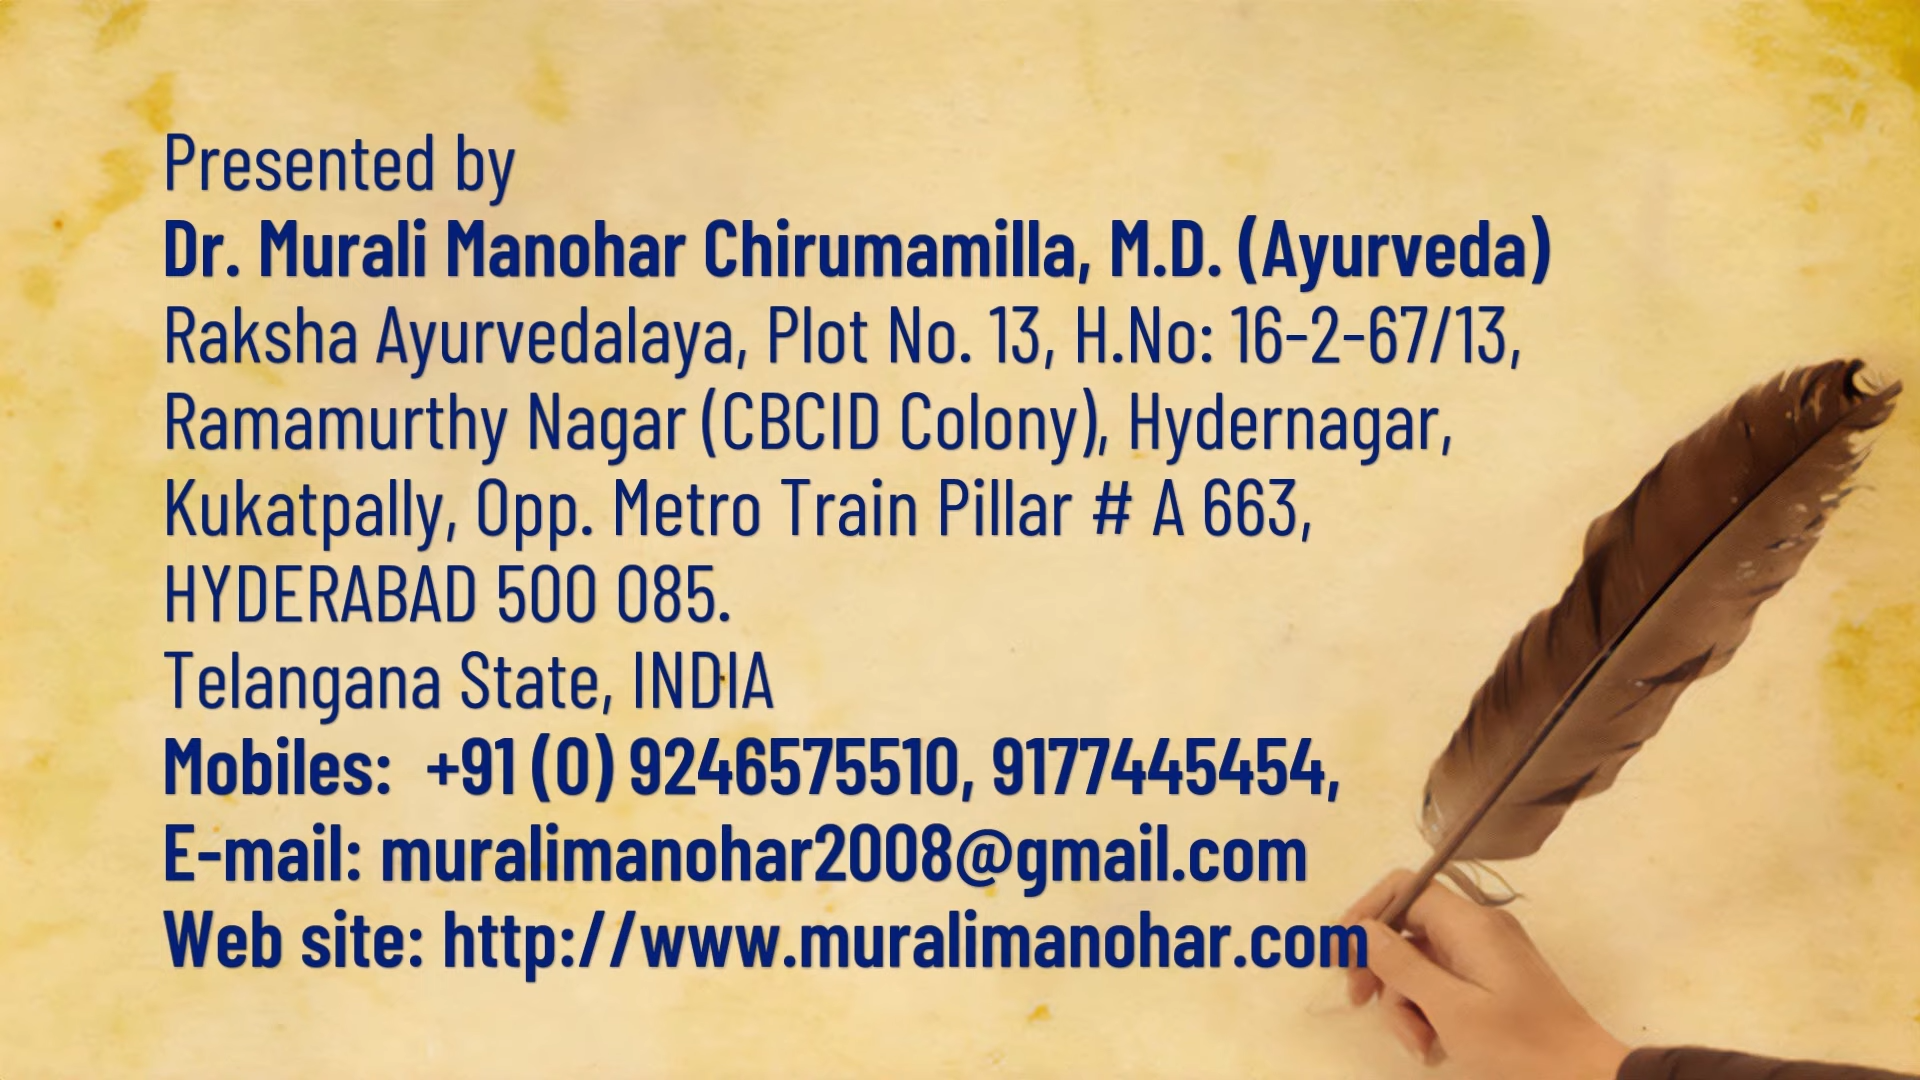 Presented by
Dr. Murali Manohar Chirumamilla, M.D. (Ayurveda)
Raksha Ayurvedalaya, Plot No. 13, H.No: 16-2-67/13,
Ramamurthy Nagar (CBCID Colony), Hydernagar,
Kukatpally, Opp. Metro Train Pillar # A 663,
HYDERABAD 500 085.
Telangana State, INDIA
Mobiles:  +91 (0) 9246575510, 9177445454,
E-mail: muralimanohar2008@gmail.com
Web site: http://www.muralimanohar.com